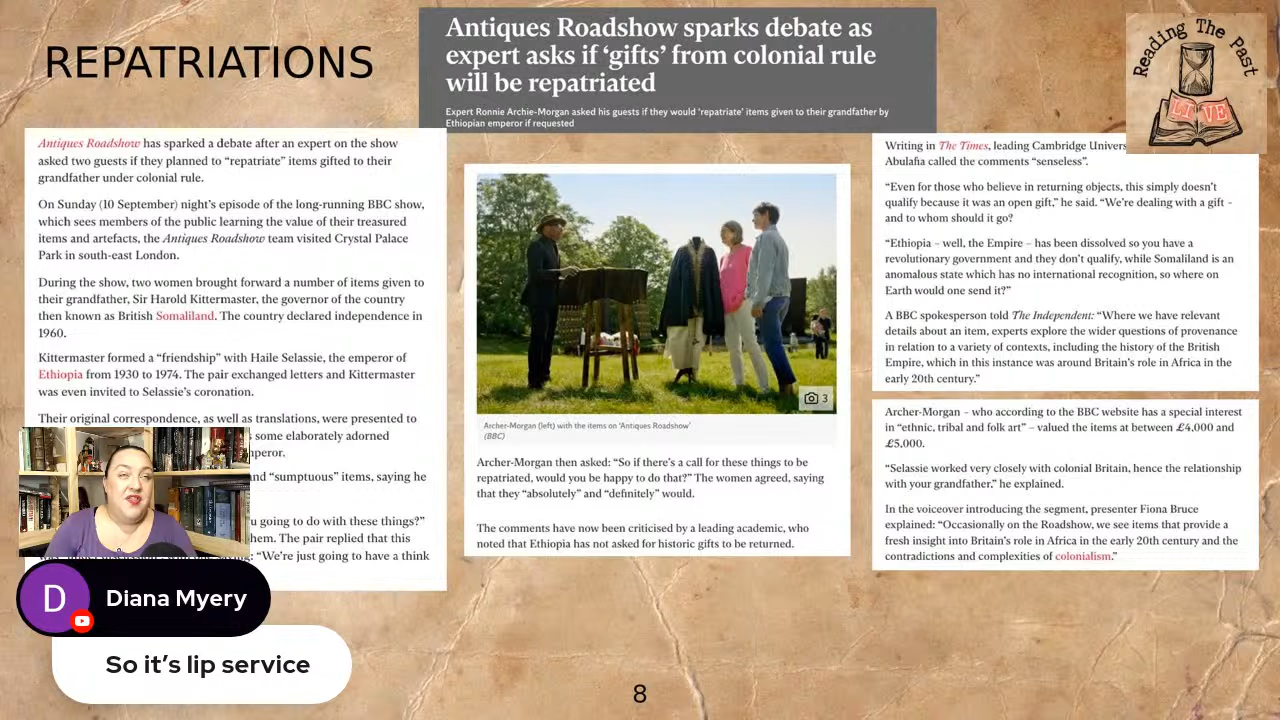 REPATRIATIONS
Antiques Roadshow sparks debate as
expert asks if ‘gifts’ from colonial rule
will be repatriated
Expert Ronnie Archie-Morgan asked his guests if they would ‘repatriate’ items given to their grandfather by
Ethiopian emperor if requested
Reading The Past
LIVE
Antiques Roadshow has sparked a debate after an expert on the show
asked two guests if they planned to “repatriate” items gifted to their
grandfather under colonial rule.
On Sunday (10 September) night’s episode of the long-running BBC show,
which sees members of the public learning the value of their treasured
items and artefacts, the Antiques Roadshow team visited Crystal Palace
Park in south-east London.
During the show, two women brought forward a number of items given to
their grandfather, Sir Harold Kittermaster, the governor of the country
then known as British Somaliland. The country declared independence in
1960.
Kittermaster formed a “friendship” with Haile Selassie, the emperor of
Ethiopia from 1930 to 1974. The pair exchanged letters and Kittermaster
was even invited to Selassie’s coronation.
Their original correspondence, as well as translations, were presented to
some elaborately adorned
“sumptuous” items, saying he
going to do with these things?”
The pair replied that this
“We’re just going to have a think
3
Archer-Morgan (left) with the items on ‘Antiques Roadshow’
(BBC)
Archer-Morgan then asked: “So if there’s a call for these things to be
repatriated, would you be happy to do that?” The women agreed, saying
that they “absolutely” and “definitely” would.
The comments have now been criticised by a leading academic, who
noted that Ethiopia has not asked for historic gifts to be returned.
Writing in The Times, leading Cambridge
Abulafia called the comments “senseless”.
“Even for those who believe in returning objects, this simply doesn’t
qualify because it was an open gift,” he said. “We’re dealing with a gift –
and to whom should it go?
“Ethiopia – well, the Empire – has been dissolved so you have a
revolutionary government and they don’t qualify, while Somaliland is an
anomalous state which has no international recognition, so where on
Earth would one send it?”
A BBC spokesperson told The Independent: “Where we have relevant
details about an item, experts explore the wider questions of provenance
in relation to a variety of contexts, including the history of the British
Empire, which in this instance was around Britain’s role in Africa in the
early 20th century.”
Archer-Morgan – who according to the BBC website has a special interest
in “ethnic, tribal and folk art” – valued the items at between £4,000 and
£5,000.
“Selassie worked very closely with colonial Britain, hence the relationship
with your grandfather,” he explained.
In the voiceover introducing the segment, presenter Fiona Bruce
explained: “Occasionally on the Roadshow, we see items that provide a
fresh insight into Britain’s role in Africa in the early 20th century and the
contradictions and complexities of colonialism.”
D
Diana Myery
So it’s lip service
8